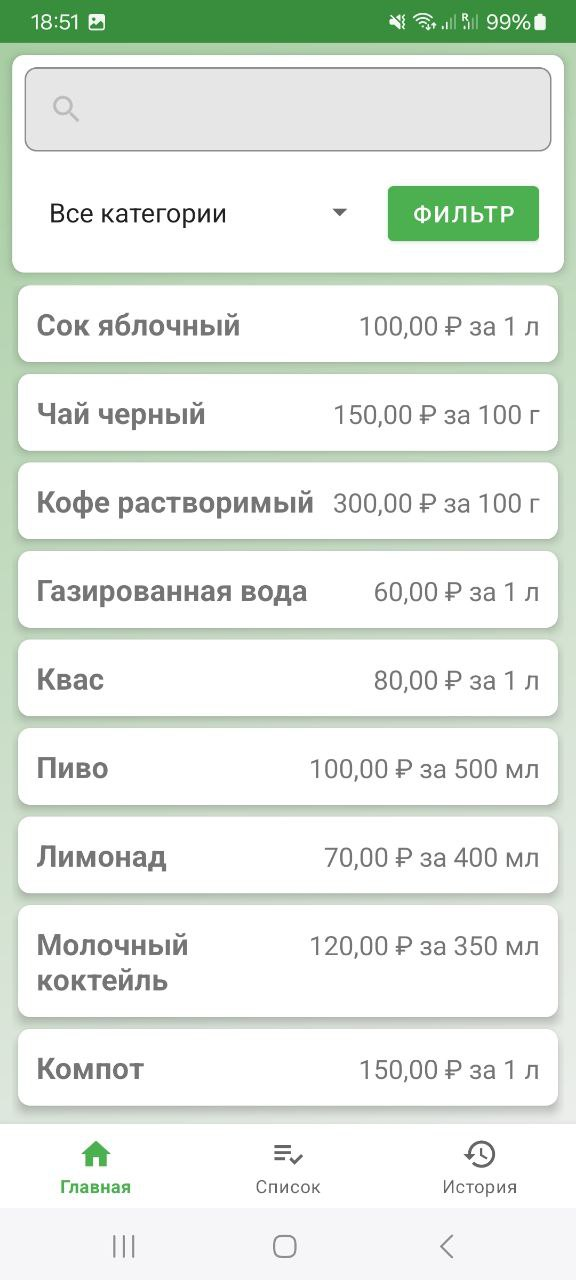 18:51 R 99%
Все категории ФИЛЬТР
Сок яблочный 100,00 ₽ за 1 л
Чай черный 150,00 ₽ за 100 г
Кофе растворимый 300,00 ₽ за 100 г
Газированная вода 60,00 ₽ за 1 л
Квас 80,00 ₽ за 1 л
Пиво 100,00 ₽ за 500 мл
Лимонад 70,00 ₽ за 400 мл
Молочный 120,00 ₽ за 350 мл
коктейль
Компот 150,00 ₽ за 1 л
Главная Список История